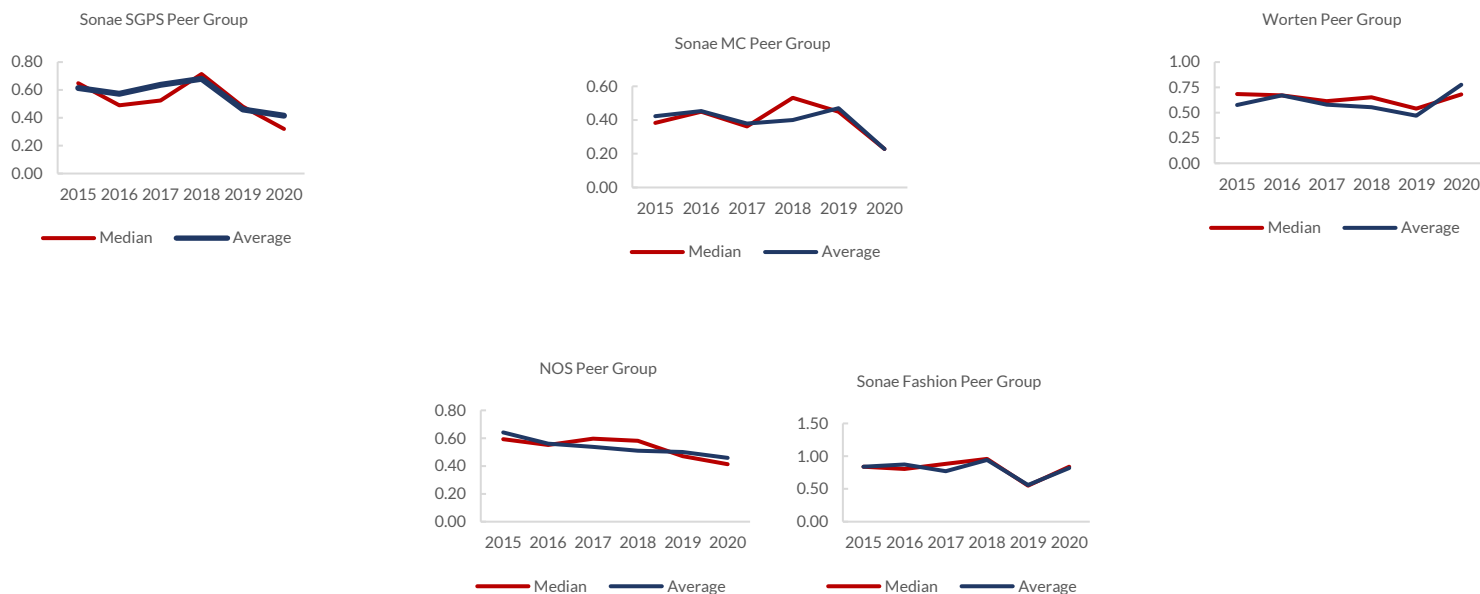 Sonae SGPS Peer Group
0.80
0.60
0.40
0.20
0.00
2015 2016 2017 2018 2019 2020
Median Average
Sonae MC Peer Group
0.60
0.40
0.20
0.00
2015 2016 2017 2018 2019 2020
Median Average
Worten Peer Group
1.00
0.75
0.50
0.25
0.00
2015 2016 2017 2018 2019 2020
Median Average
NOS Peer Group
0.80
0.60
0.40
0.20
0.00
2015 2016 2017 2018 2019 2020
Median Average
Sonae Fashion Peer Group
1.50
1.00
0.50
0.00
2015 2016 2017 2018 2019 2020
Median Average